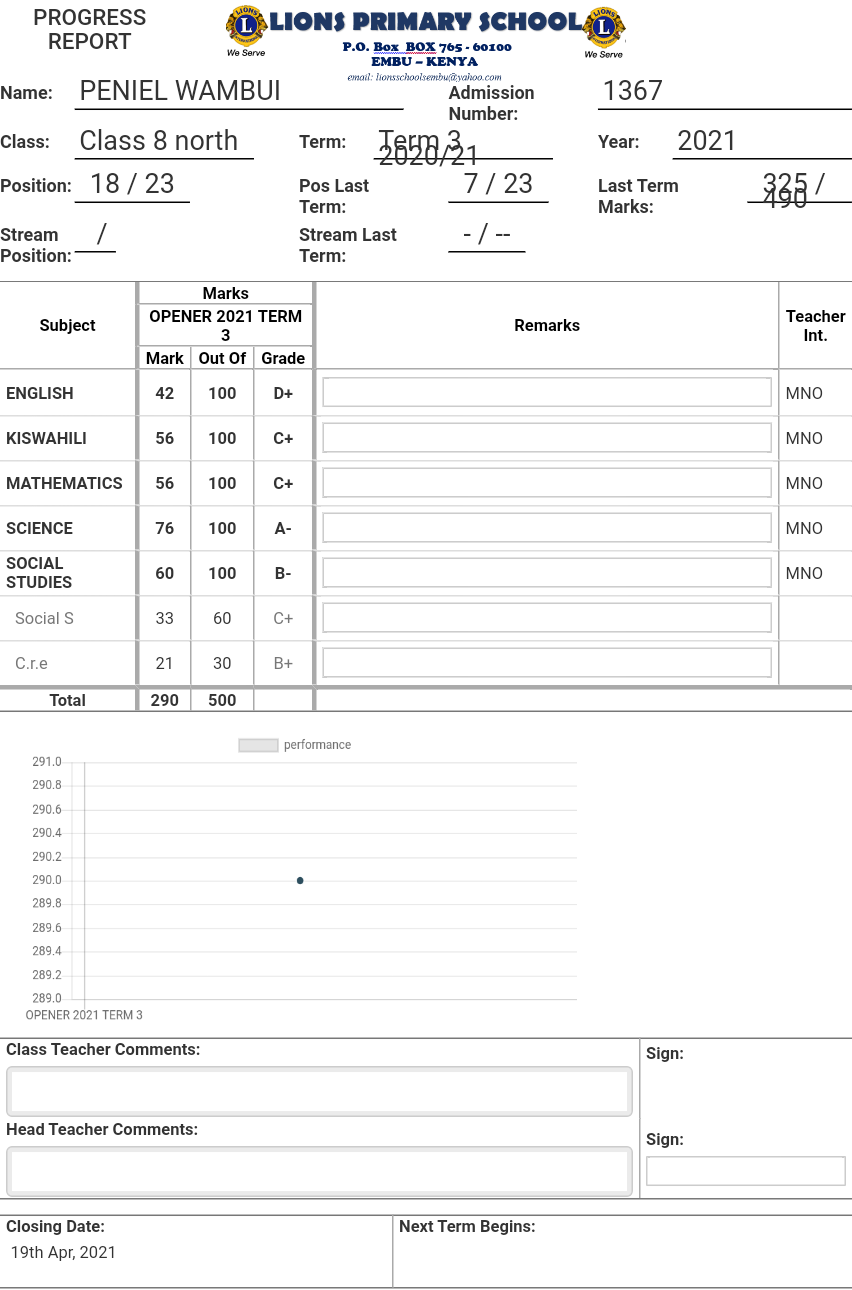 PROGRESS
REPORT
LIONS PRIMARY SCHOOL
We Serve
P.O. Box BOX 765 - 60100
EMBU – KENYA
We Serve
email: lionsschoolsembu@yahoo.com
Name: PENIEL WAMBUI Admission Number: 1367
Class: Class 8 north Term: Term 3 2020/21 Year: 2021
Position: 18 / 23 Pos Last Term: 7 / 23 Last Term Marks: 325 / 490
Stream Position: / Stream Last Term: - / --
Subject Marks Remarks Teacher Int.
OPENER 2021 TERM 3
Mark Out Of Grade
ENGLISH 42 100 D+ MNO
KISWAHILI 56 100 C+ MNO
MATHEMATICS 56 100 C+ MNO
SCIENCE 76 100 A- MNO
SOCIAL STUDIES 60 100 B- MNO
Social S 33 60 C+
C.r.e 21 30 B+
Total 290 500
performance
291.0
290.8
290.6
290.4
290.2
290.0
289.8
289.6
289.4
289.2
289.0
OPENER 2021 TERM 3
Class Teacher Comments: Sign:
Head Teacher Comments: Sign:
Closing Date: Next Term Begins:
19th Apr, 2021